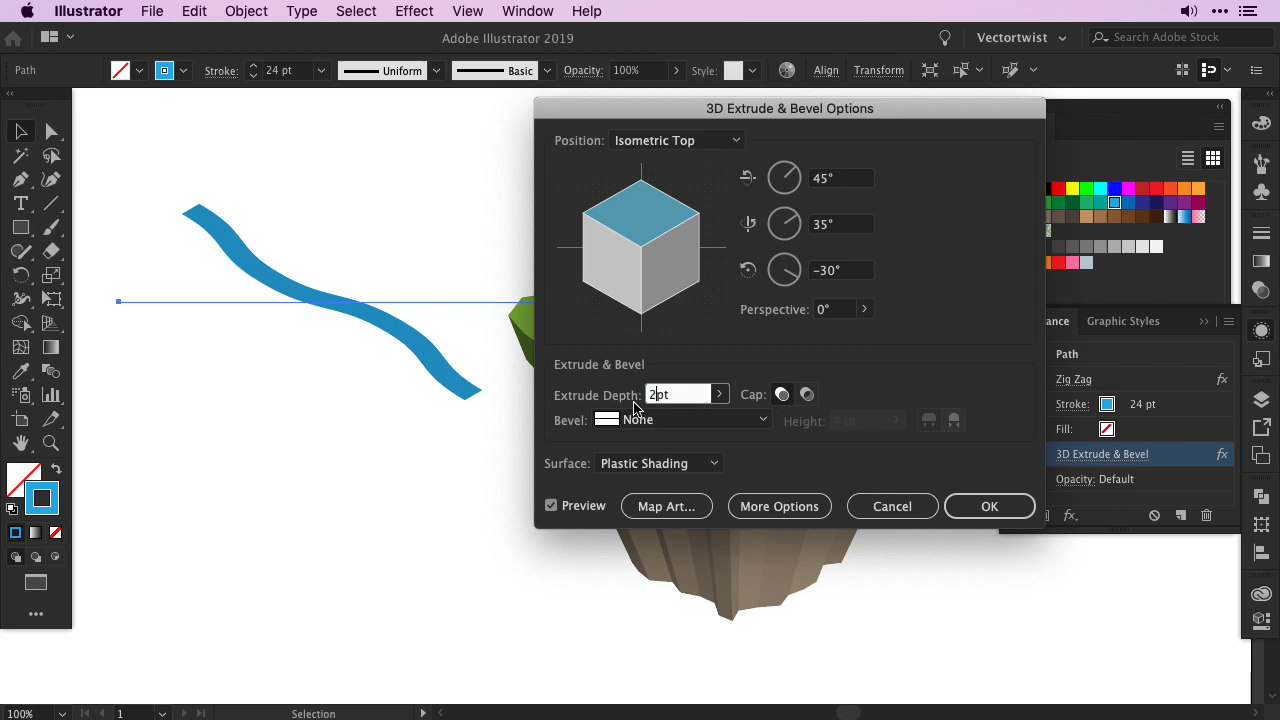 Illustrator File Edit Object Type Select Effect View Window Help
Adobe Illustrator 2019
Vectortwist
Search Adobe Stock
Path
Stroke: 24 pt
Uniform
Basic
Opacity: 100%
Style:
Align
Transform
3D Extrude & Bevel Options
Position: Isometric Top
45°
35°
-30°
Perspective: 0°
Extrude & Bevel
Extrude Depth: 2pt
Cap:
Bevel: None
Height: 4 pt
Surface: Plastic Shading
Preview
Map Art...
More Options
Cancel
OK
ance
Graphic Styles
Path
Zig Zag
Stroke: 24 pt
Fill:
3D Extrude & Bevel
Opacity: Default
100%
1
Selection